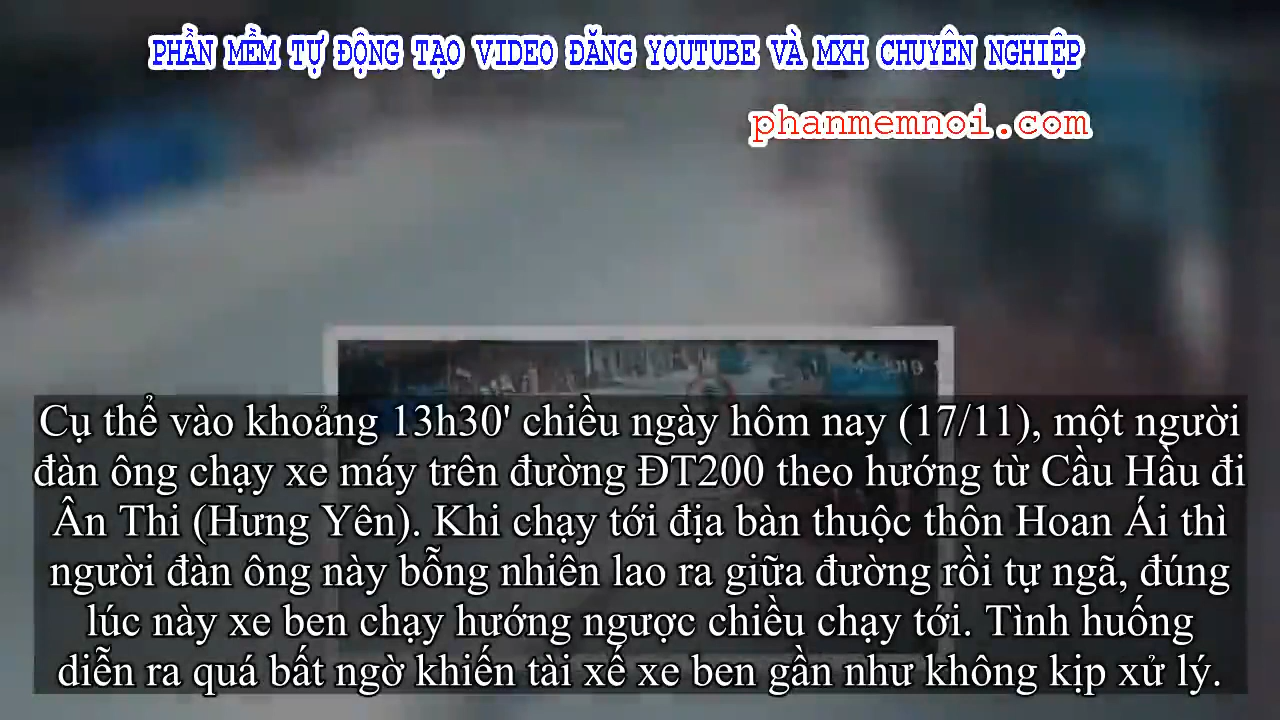 PHẦN MỀM TỰ ĐỘNG TẠO VIDEO ĐĂNG YOUTUBE VÀ MXH CHUYÊN NGHIỆP
phanmemnoi.com
Cụ thể vào khoảng 13h30' chiều ngày hôm nay (17/11), một người
đàn ông chạy xe máy trên đường ĐT200 theo hướng từ Cầu Hầu đi
Ân Thi (Hưng Yên). Khi chạy tới địa bàn thuộc thôn Hoan Ái thì
người đàn ông này bỗng nhiên lao ra giữa đường rồi tự ngã, đúng
lúc này xe ben chạy hướng ngược chiều chạy tới. Tình huống
diễn ra quá bất ngờ khiến tài xế xe ben gần như không kịp xử lý.